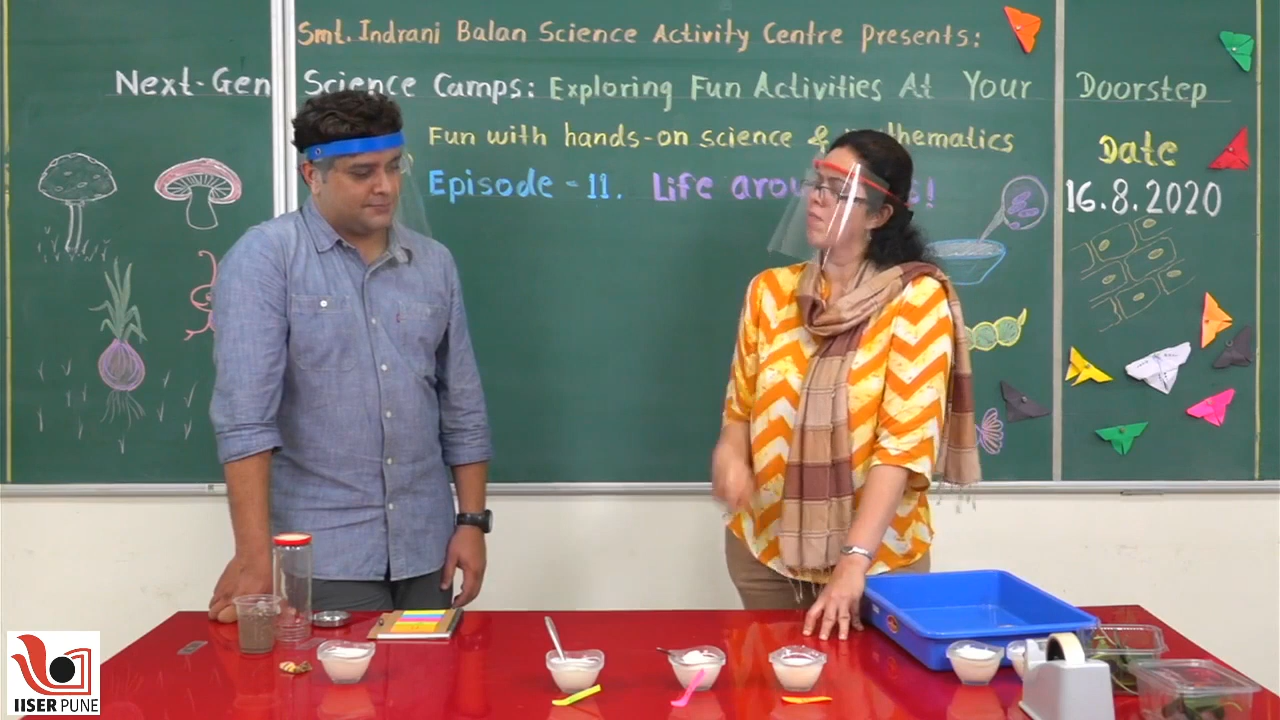 Smt. Indrani Balan Science Activity Centre Presents:
Next-Gen Science Camps: Exploring Fun Activities At Your Doorstep
Fun with hands-on science &
Episode - 11. Life
Date
16.8.2020
IISER PUNE